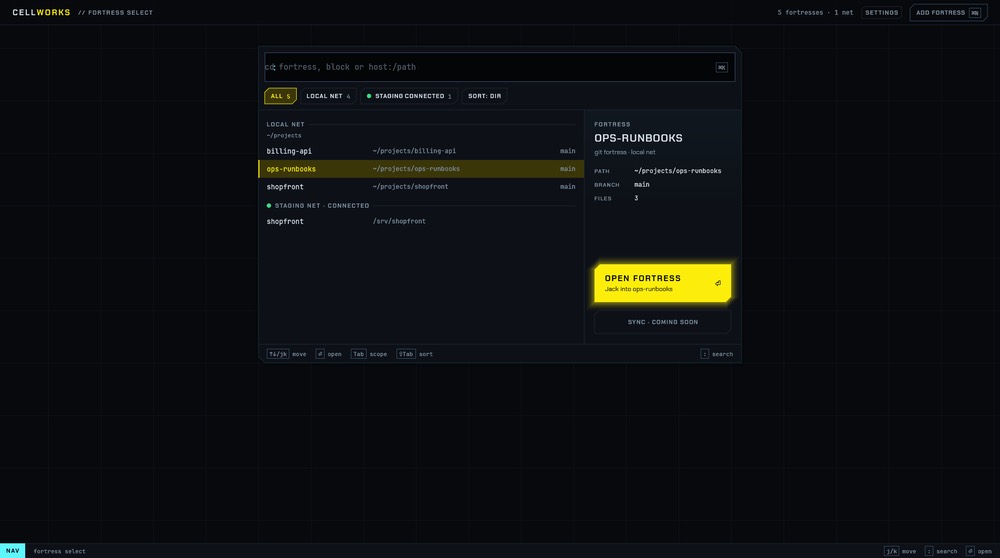 CELLWORKS // FORTRESS SELECT 5 fortresses · 1 net SETTINGS ADD FORTRESS ⌘N
fortress, block or host:/path ⌘K
ALL 5 LOCAL NET 4 STAGING CONNECTED 1 SORT: DIR
LOCAL NET
~/projects
billing-api ~/projects/billing-api main
ops-runbooks ~/projects/ops-runbooks main
shopfront ~/projects/shopfront main
STAGING NET · CONNECTED
shopfront /srv/shopfront
FORTRESS
OPS-RUNBOOKS
git fortress · local net
PATH ~/projects/ops-runbooks
BRANCH main
FILES 3
OPEN FORTRESS
Jack into ops-runbooks ⏎
SYNC · COMING SOON
↑↓/jk move ⏎ open Tab scope ⇧Tab sort : search
NAV fortress select j/k move : search ⏎ open